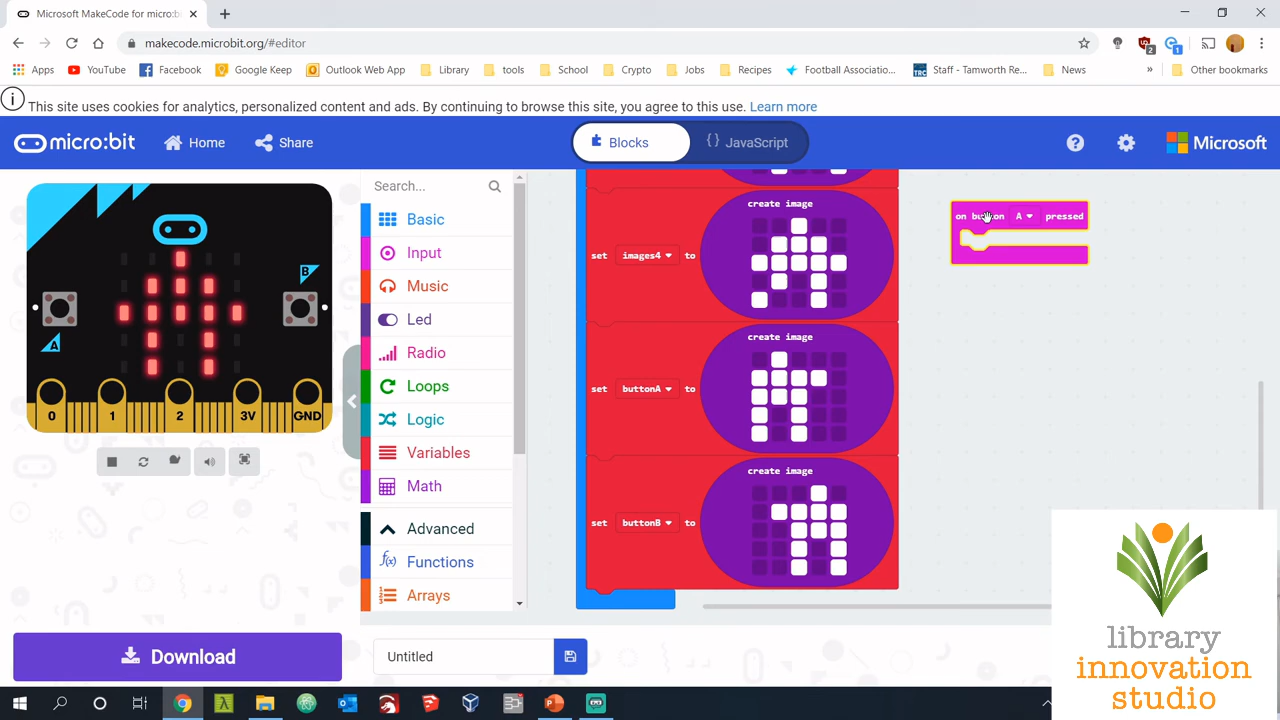 Microsoft MakeCode for micro:bi
makecode.microbit.org/#editor
2
1
Apps
YouTube
Facebook
Google Keep
Outlook Web App
Library
tools
School
Crypto
Jobs
Recipes
Football Associatio...
TRC
Staff - Tamworth Re...
News
»
Other bookmarks
This site uses cookies for analytics, personalized content and ads. By continuing to browse this site, you agree to this use. Learn more
micro:bit
Home
Share
Blocks
{} JavaScript
?
Microsoft
Search...
Basic
Input
Music
Led
Radio
Loops
Logic
Variables
Math
Advanced
Functions
Arrays
A
B
0 1 2 3V GND
Download
Untitled
create image
set images4 to
create image
set buttonA to
create image
set buttonB to
on button A pressed
library
innovation
studio